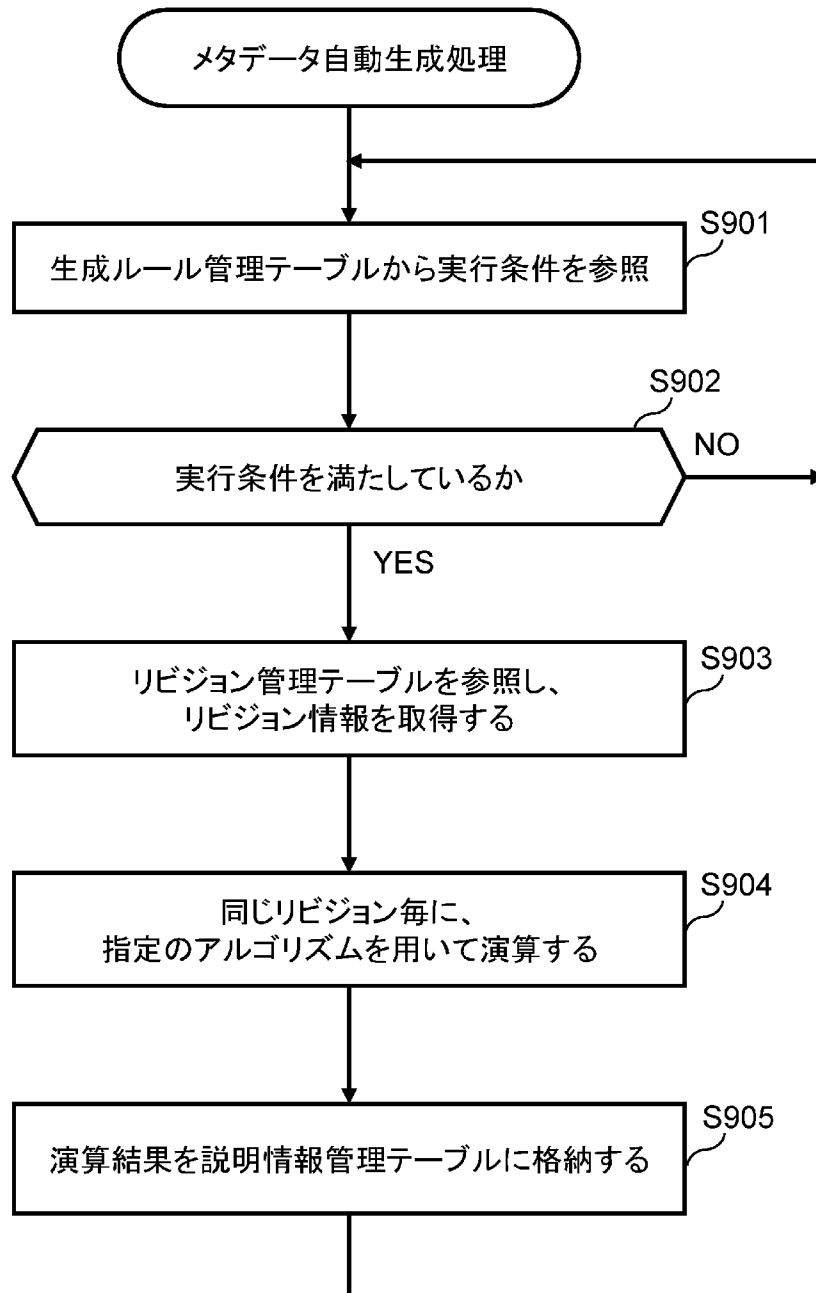 メタデータ自動生成処理
S901
生成ルール管理テーブルから実行条件を参照
S902
実行条件を満たしているか
NO
YES
S903
リビジョン管理テーブルを参照し、
リビジョン情報を取得する
S904
同じリビジョン毎に、
指定のアルゴリズムを用いて演算する
S905
演算結果を説明情報管理テーブルに格納する